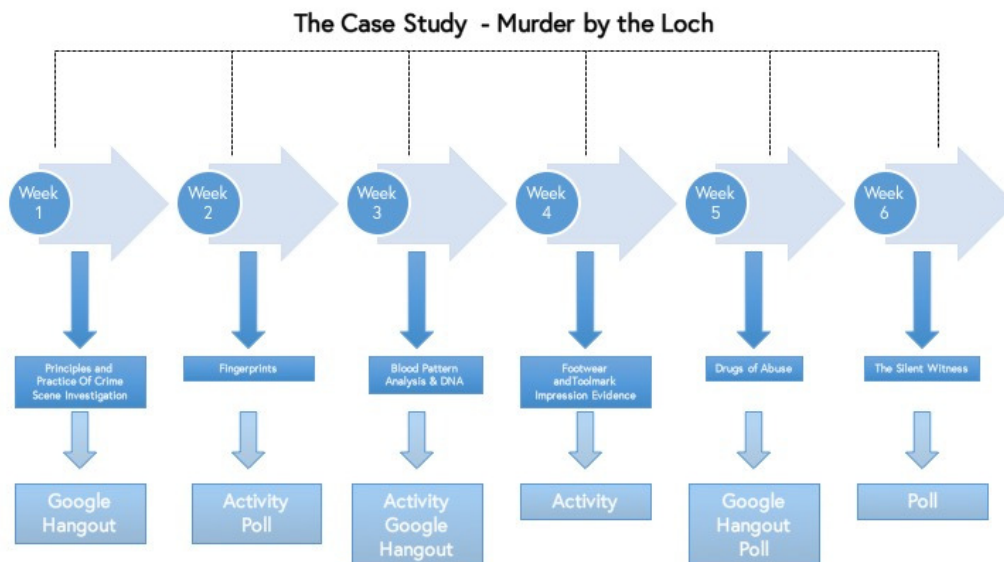 The Case Study - Murder by the Loch
Week
1
Week
2
Week
3
Week
4
Week
5
Week
6
Principles and
Practice Of Crime
Scene Investigation
Fingerprints
Blood Pattern
Analysis & DNA
Footwear
andToolmark
Impression Evidence
Drugs of Abuse
The Silent Witness
Google
Hangout
Activity
Poll
Activity
Google
Hangout
Activity
Google
Hangout
Poll
Poll